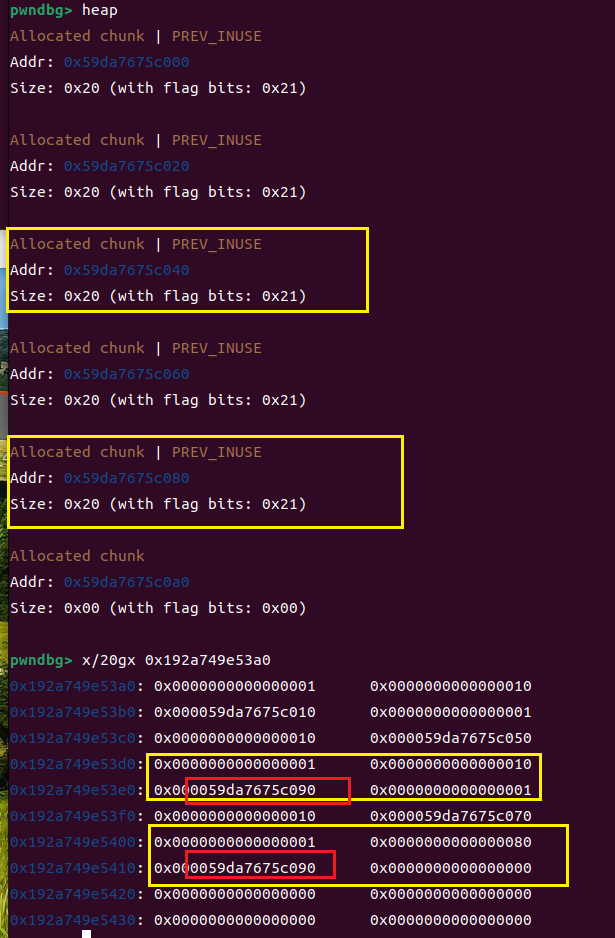 pwndbg> heap
Allocated chunk | PREV_INUSE
Addr: 0x59da7675c000
Size: 0x20 (with flag bits: 0x21)
Allocated chunk | PREV_INUSE
Addr: 0x59da7675c020
Size: 0x20 (with flag bits: 0x21)
Allocated chunk | PREV_INUSE
Addr: 0x59da7675c040
Size: 0x20 (with flag bits: 0x21)
Allocated chunk | PREV_INUSE
Addr: 0x59da7675c060
Size: 0x20 (with flag bits: 0x21)
Allocated chunk | PREV_INUSE
Addr: 0x59da7675c080
Size: 0x20 (with flag bits: 0x21)
Allocated chunk
Addr: 0x59da7675c0a0
Size: 0x00 (with flag bits: 0x00)
pwndbg> x/20gx 0x192a749e53a0
0x192a749e53a0: 0x0000000000000001 0x0000000000000010
0x192a749e53b0: 0x000059da7675c010 0x0000000000000001
0x192a749e53c0: 0x0000000000000010 0x000059da7675c050
0x192a749e53d0: 0x0000000000000001 0x0000000000000010
0x192a749e53e0: 0x000059da7675c090 0x0000000000000001
0x192a749e53f0: 0x0000000000000010 0x000059da7675c070
0x192a749e5400: 0x0000000000000001 0x0000000000000080
0x192a749e5410: 0x000059da7675c090 0x0000000000000000
0x192a749e5420: 0x0000000000000000 0x0000000000000000
0x192a749e5430: 0x0000000000000000 0x0000000000000000